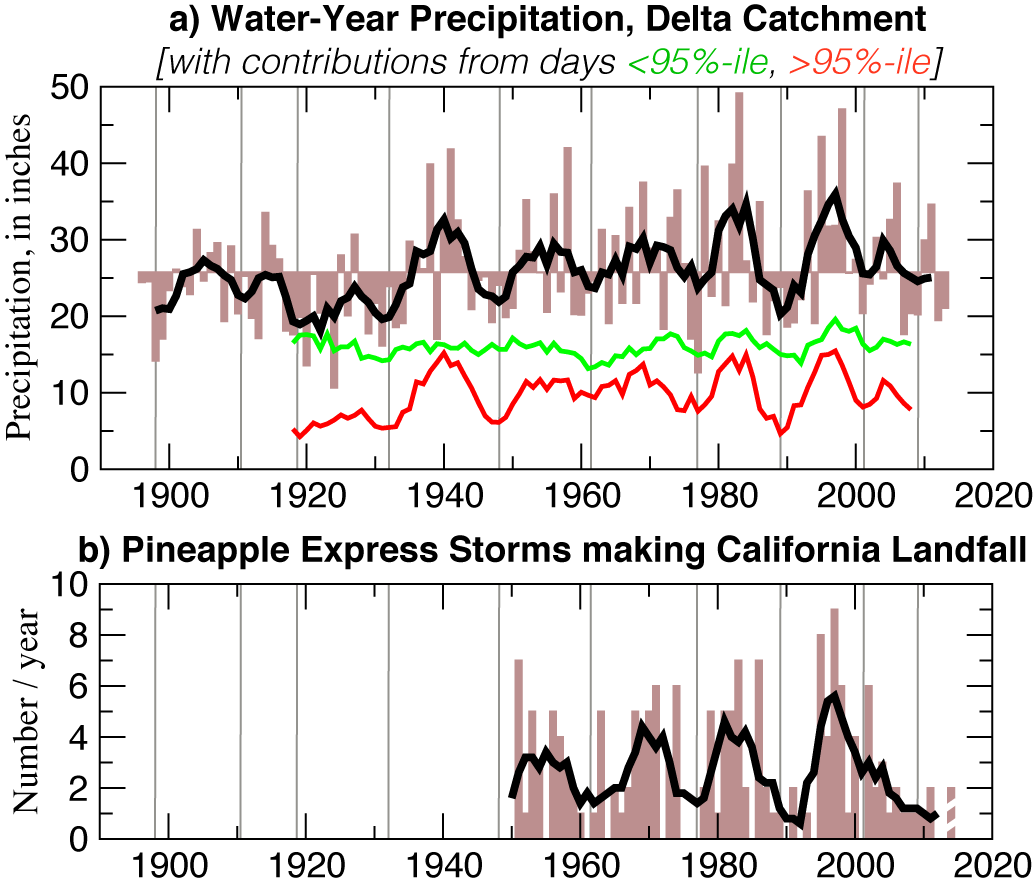 a) Water-Year Precipitation, Delta Catchment
[with contributions from days <95%-ile, >95%-ile]
Precipitation, in inches
50
40
30
20
10
0
1900 1920 1940 1960 1980 2000 2020
b) Pineapple Express Storms making California Landfall
Number / year
10
8
6
4
2
0
1900 1920 1940 1960 1980 2000 2020